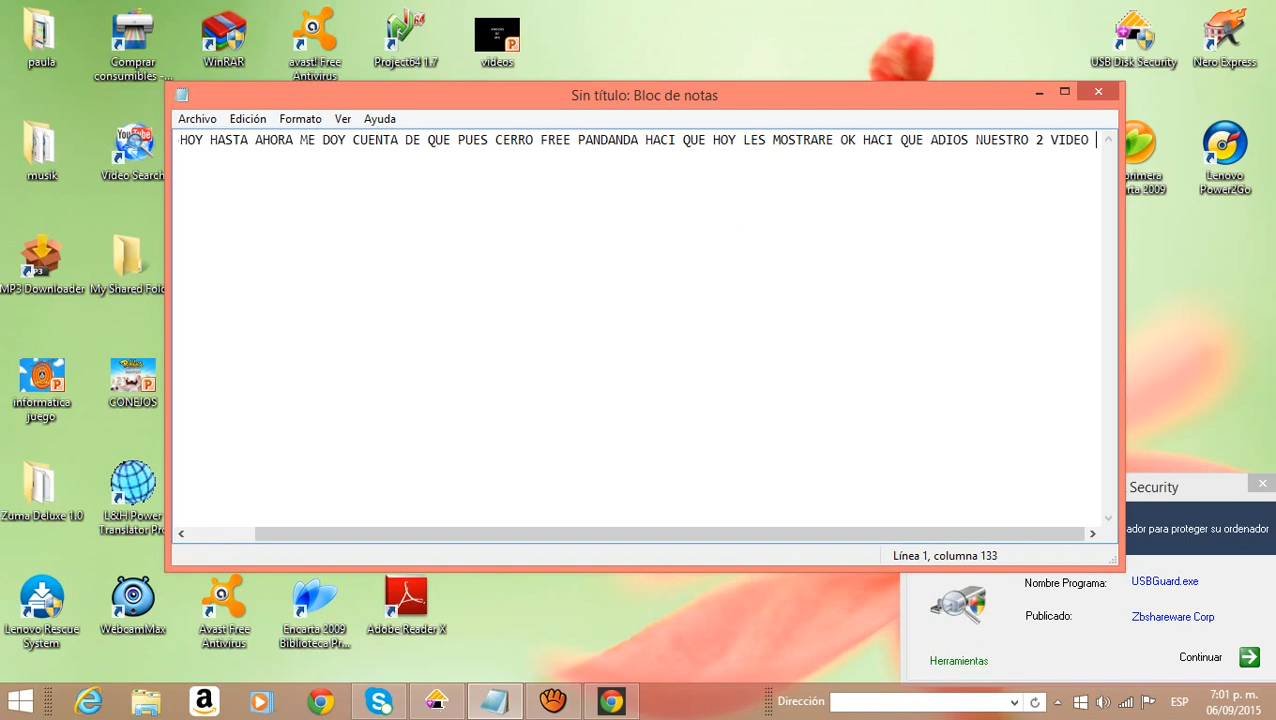 paula
Comprar
consumibles -...
WinRAR
avast! Free
Antivirus
Project64 1.7
videos
USB Disk Security
Nero Express
Sin título: Bloc de notas
Archivo Edición Formato Ver Ayuda
HOY HASTA AHORA ME DOY CUENTA DE QUE PUES CERRO FREE PANDANDA HACI QUE HOY LES MOSTRARE OK HACI QUE ADIOS NUESTRO 2 VIDEO
musik
Video Search
Lenovo
Power2Go
MP3 Downloader
informatica
juego
CONEJOS
Zuma Deluxe 1.0
L&H Power
Translator Pro
Línea 1, columna 133
Security
ador para proteger su ordenador
Nombre Programa: USBGuard.exe
Publicado: Zbshareware Corp
Herramientas
Continuar
Lenovo Rescue
System
WebcamMax
Avast Free
Antivirus
Encarta 2009
Biblioteca Pr...
Adobe Reader X
Dirección
ESP
7:01 p. m.
06/09/2015